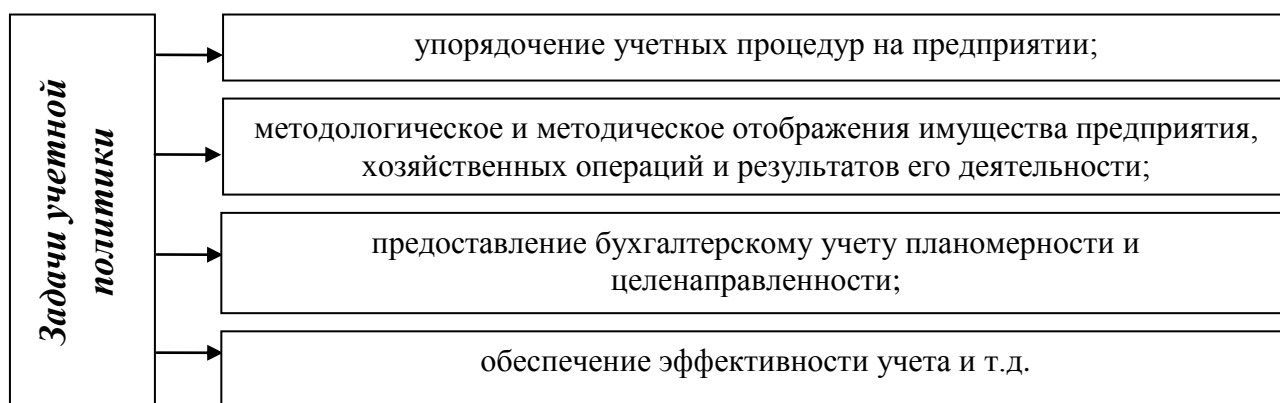 Задачи учетной
политики
упорядочение учетных процедур на предприятии;
методологическое и методическое отображения имущества предприятия,
хозяйственных операций и результатов его деятельности;
предоставление бухгалтерскому учету планомерности и
целенаправленности;
обеспечение эффективности учета и т.д.